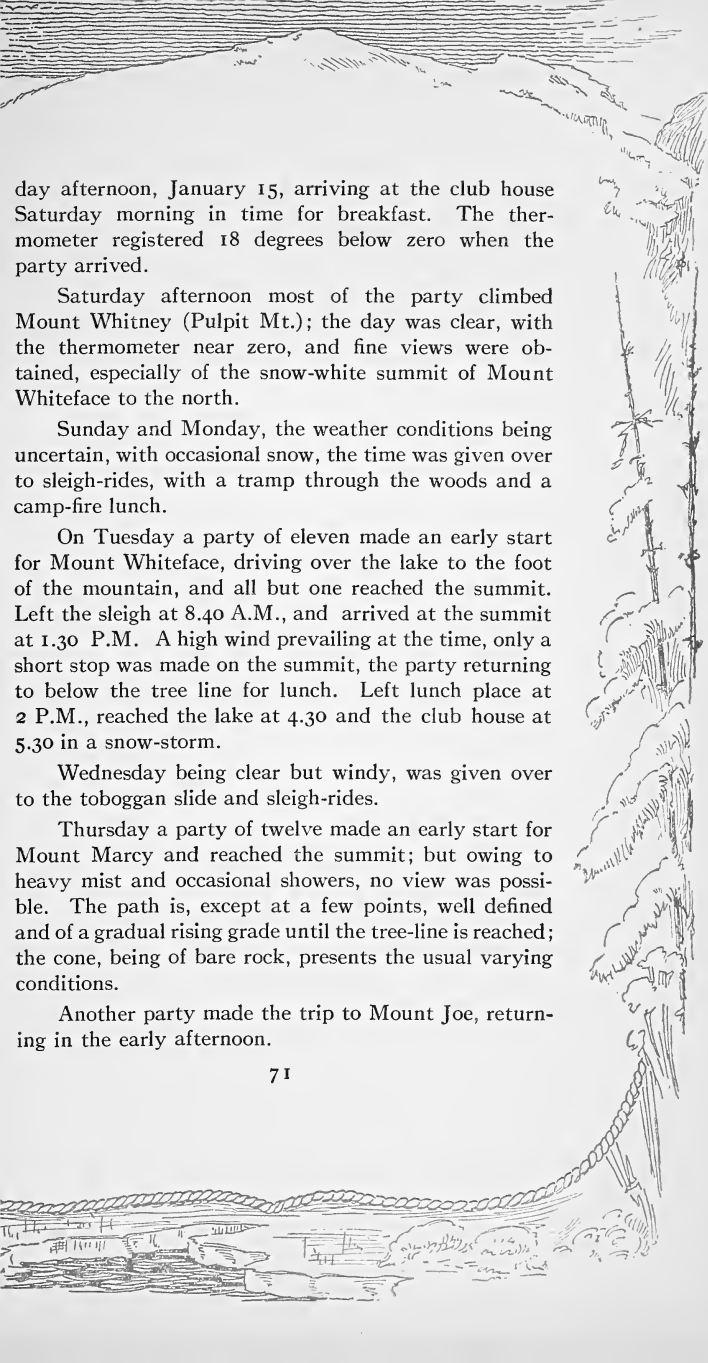 day afternoon, January 15, arriving at the club house
Saturday morning in time for breakfast. The ther-
mometer registered 18 degrees below zero when the
party arrived.
Saturday afternoon most of the party climbed
Mount Whitney (Pulpit Mt.); the day was clear, with
the thermometer near zero, and fine views were ob-
tained, especially of the snow-white summit of Mount
Whiteface to the north.
Sunday and Monday, the weather conditions being
uncertain, with occasional snow, the time was given over
to sleigh-rides, with a tramp through the woods and a
camp-fire lunch.
On Tuesday a party of eleven made an early start
for Mount Whiteface, driving over the lake to the foot
of the mountain, and all but one reached the summit.
Left the sleigh at 8.40 A.M., and arrived at the summit
at 1.30 P.M. A high wind prevailing at the time, only a
short stop was made on the summit, the party returning
to below the tree line for lunch. Left lunch place at
2 P.M., reached the lake at 4.30 and the club house at
5.30 in a snow-storm.
Wednesday being clear but windy, was given over
to the toboggan slide and sleigh-rides.
Thursday a party of twelve made an early start for
Mount Marcy and reached the summit; but owing to
heavy mist and occasional showers, no view was possi-
ble. The path is, except at a few points, well defined
and of a gradual rising grade until the tree-line is reached;
the cone, being of bare rock, presents the usual varying
conditions.
Another party made the trip to Mount Joe, return-
ing in the early afternoon.
71